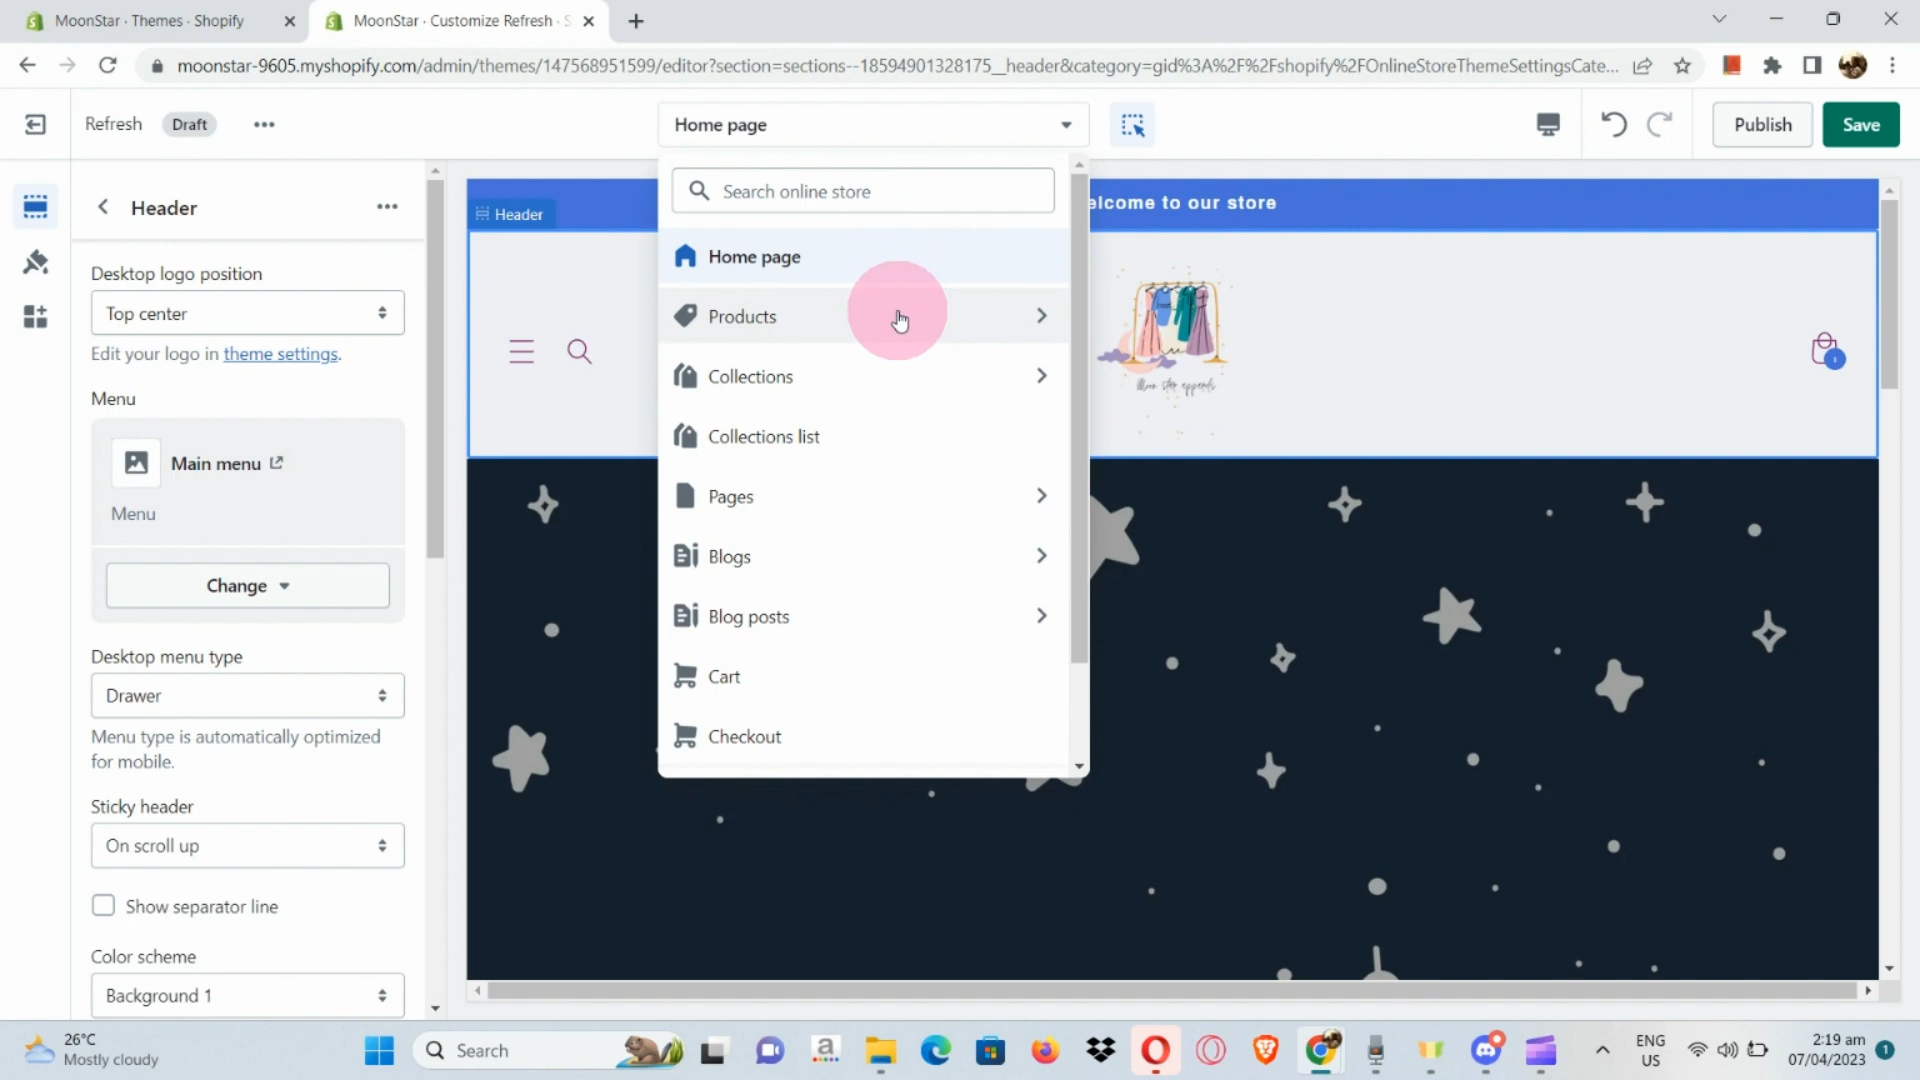 MoonStar · Themes · Shopify
MoonStar · Customize Refresh · S
moonstar-9605.myshopify.com/admin/themes/147568951599/editor?section=sections--18594901328175__header&category=gid%3A%2F%2Fshopify%2FOnlineStoreThemeSettingsCate...
Refresh
Draft
Home page
Publish
Save
Header
Desktop logo position
Top center
Edit your logo in theme settings.
Menu
Main menu
Menu
Change
Desktop menu type
Drawer
Menu type is automatically optimized
for mobile.
Sticky header
On scroll up
Show separator line
Color scheme
Background 1
Search online store
Home page
Products
Collections
Collections list
Pages
Blogs
Blog posts
Cart
Checkout
Header
elcome to our store
Moon star
1
26°C
Mostly cloudy
Search
a
ENG
US
2:19 am
07/04/2023
1